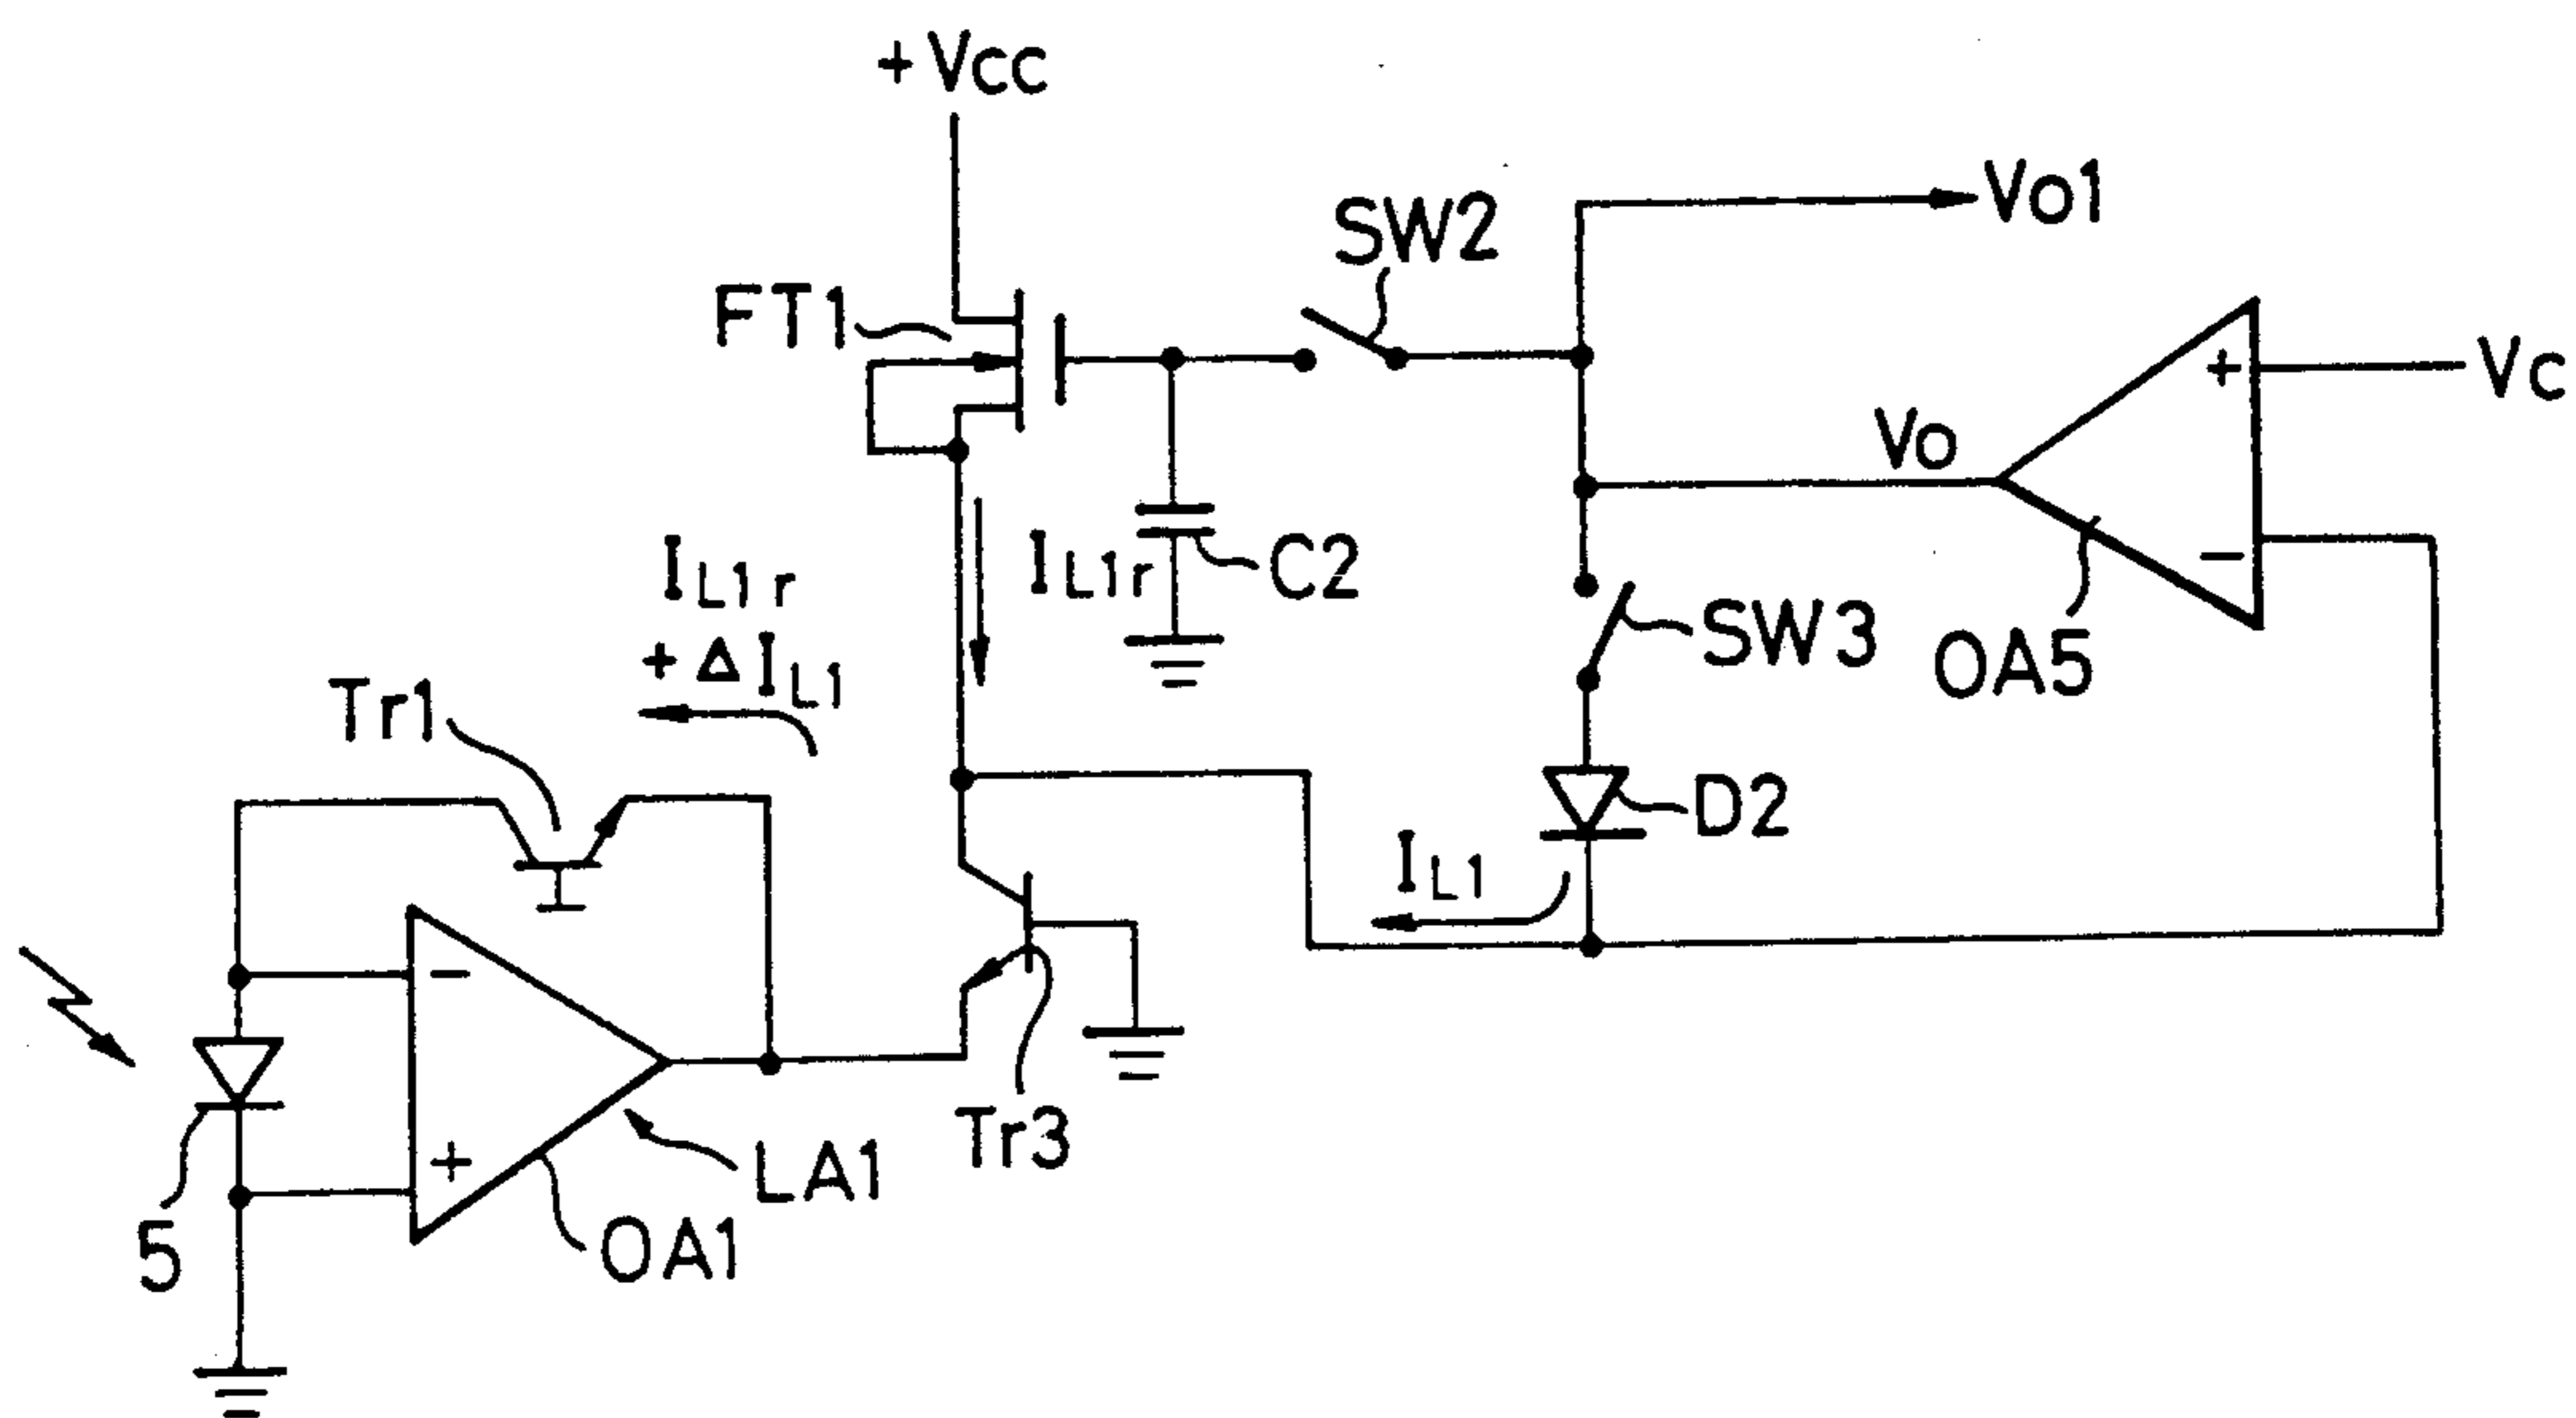 +Vcc
Vo1
SW2
FT1
+
Vc
Vo
IL1r
IL1r
+ΔIL1
C2
−
SW3
OA5
Tr1
D2
IL1
−
+
Tr3
LA1
OA1
5